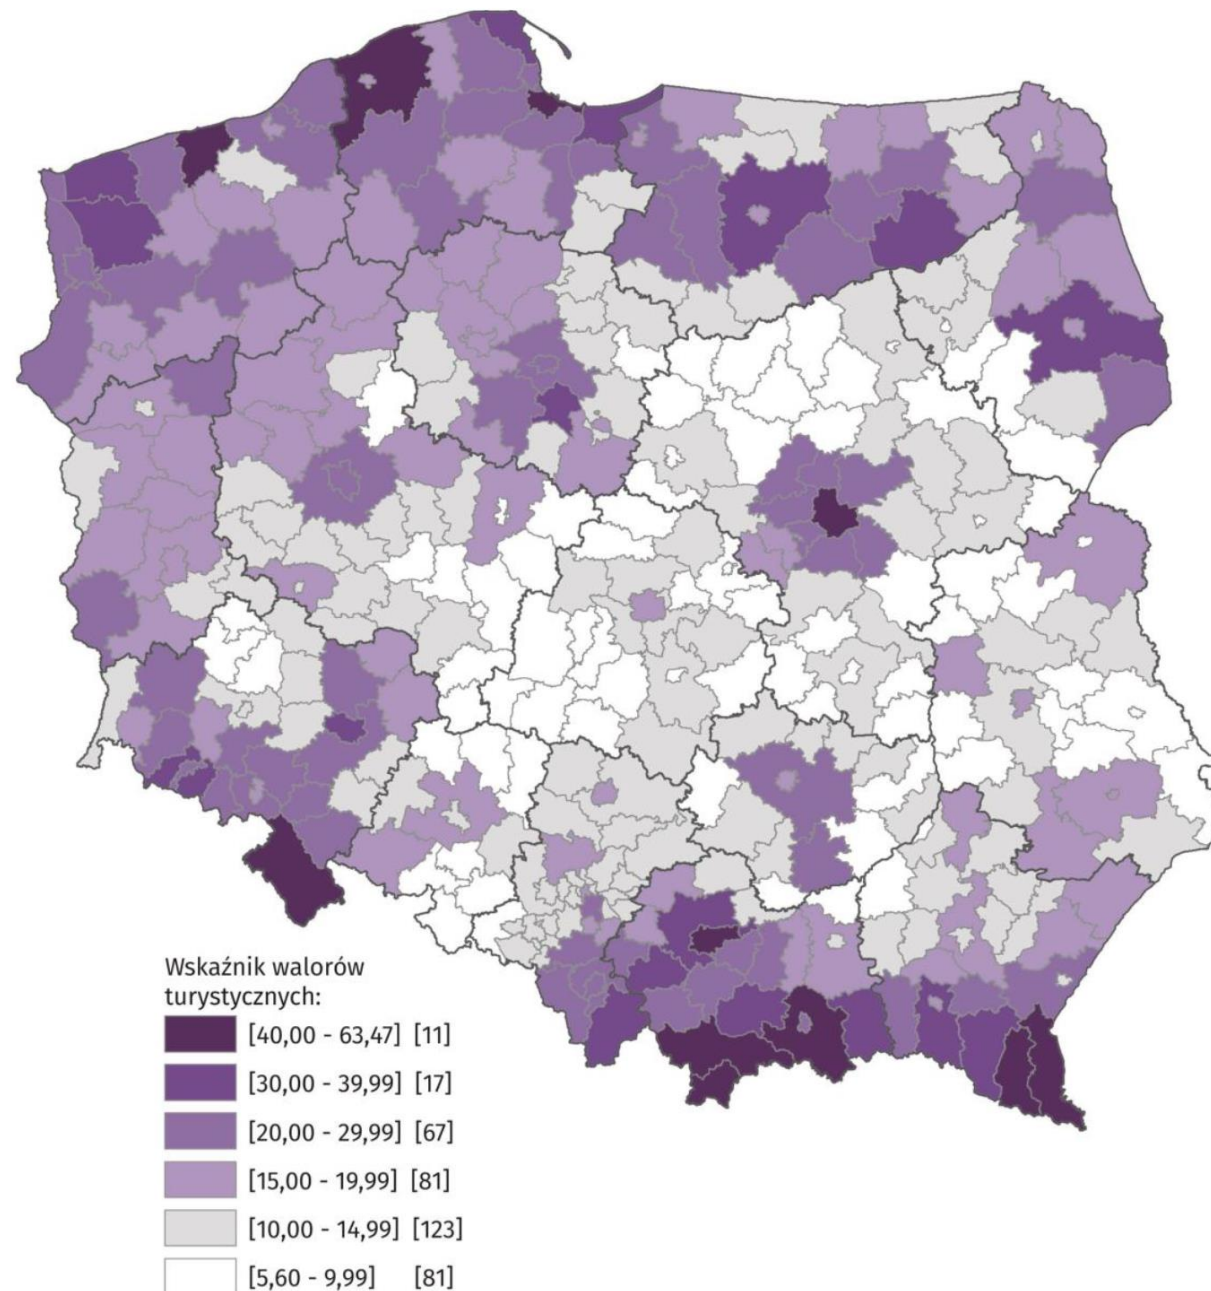 Wskaźnik walorów
turystycznych:
[40,00 - 63,47] [11]
[30,00 - 39,99] [17]
[20,00 - 29,99] [67]
[15,00 - 19,99] [81]
[10,00 - 14,99] [123]
[5,60 - 9,99] [81]